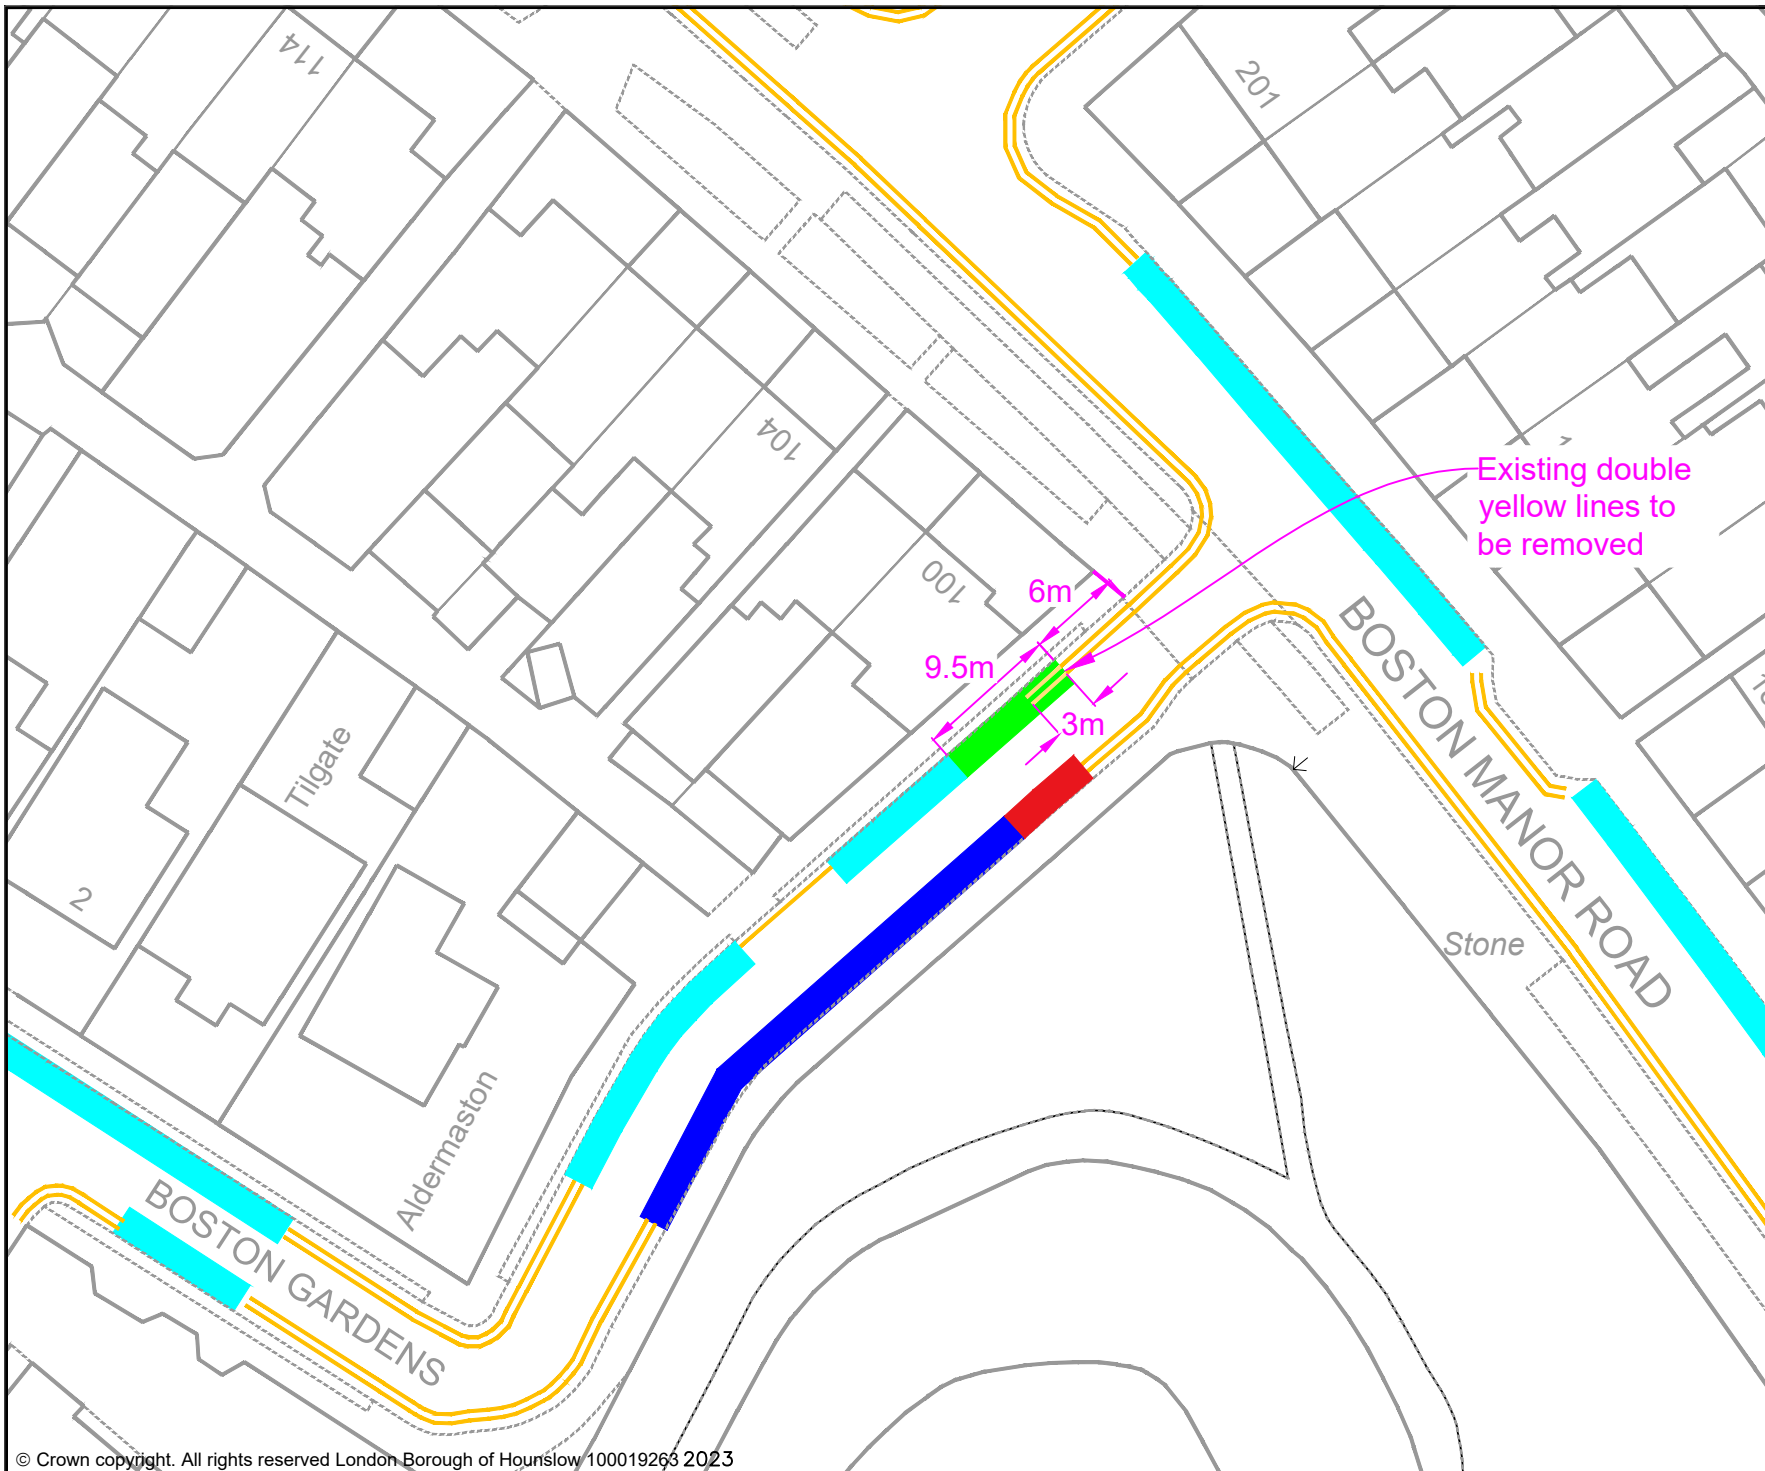 114
201
104
Existing double
yellow lines to
be removed
100
6m
9.5m
3m
BOSTON MANOR ROAD
Tilgate
2
Stone
Aldermaston
BOSTON GARDENS
© Crown copyright. All rights reserved London Borough of Hounslow 100019263 2023